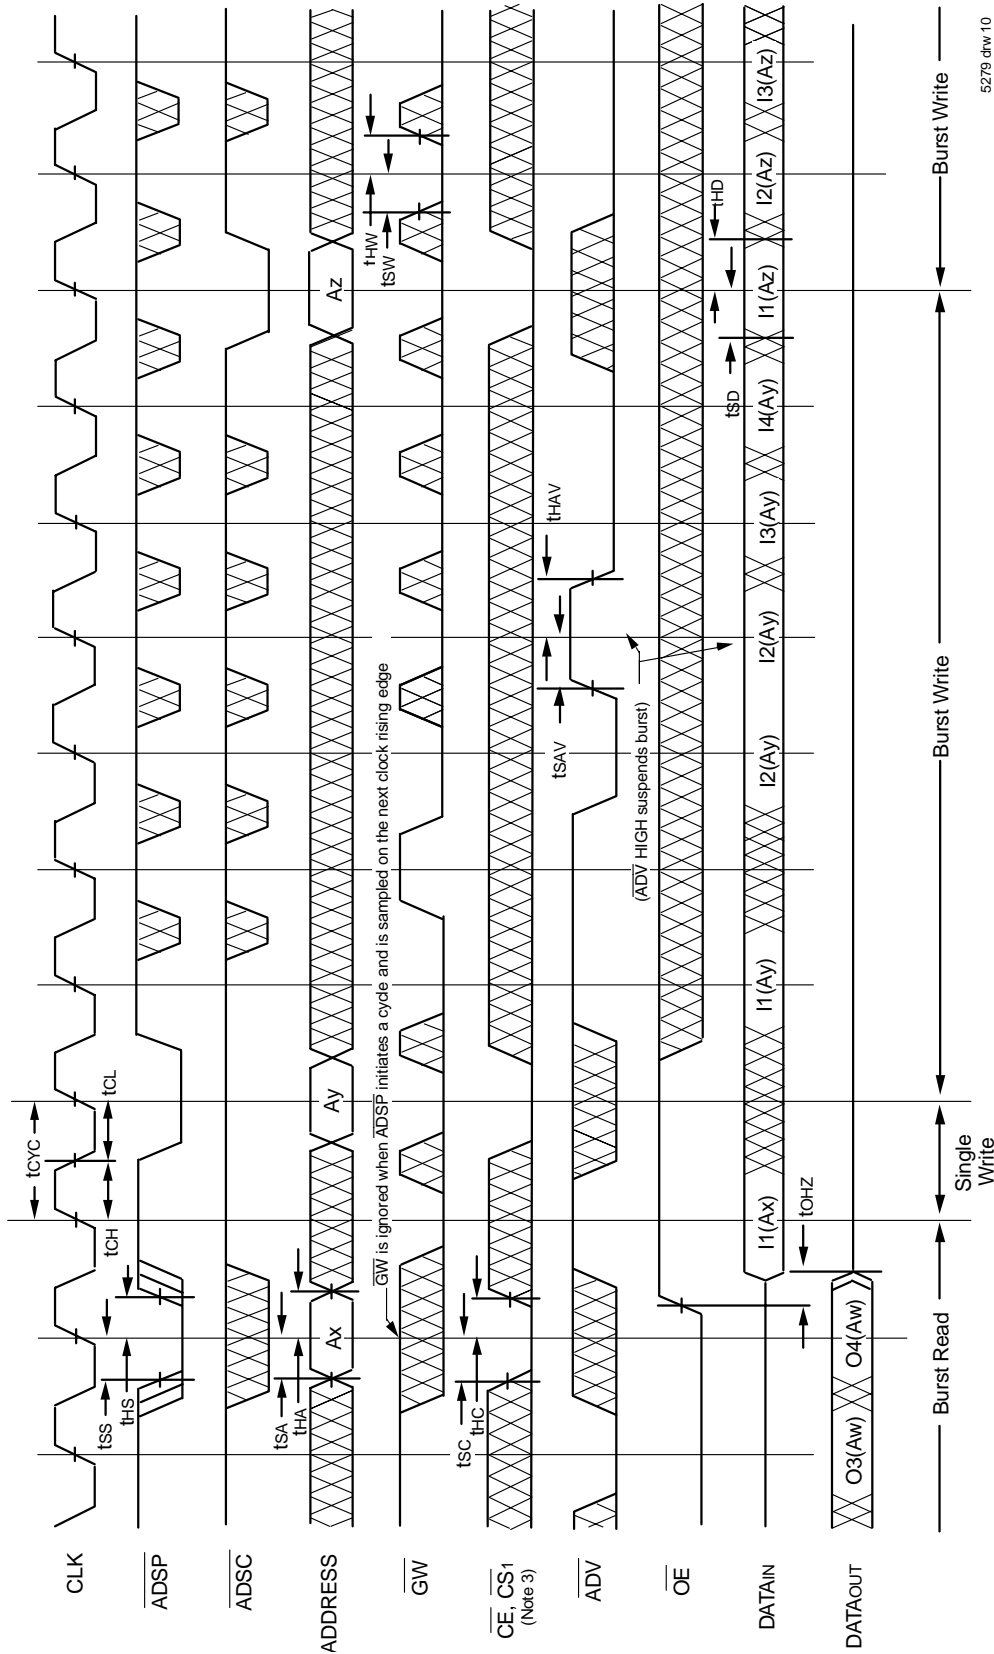 CLK
tCYC
tCH
tCL
ADSP
tSS
tHS
ADSC
ADDRESS
tSA
tHA
Ax
Ay
Az
GW
GW is ignored when ADSP initiates a cycle and is sampled on the next clock rising edge
tHW
tSW
CE, CS1
(Note 3)
tSC
tHC
ADV
tSAV
tHAV
(ADV HIGH suspends burst)
OE
DATAIN
I1(Ax)
I1(Ay)
I2(Ay)
I2(Ay)
I3(Ay)
I4(Ay)
I1(Az)
I2(Az)
I3(Az)
tSD
tHD
DATAOUT
O3(Aw)
O4(Aw)
tOHZ
Burst Read
Single
Write
Burst Write
Burst Write
5279 drw 10